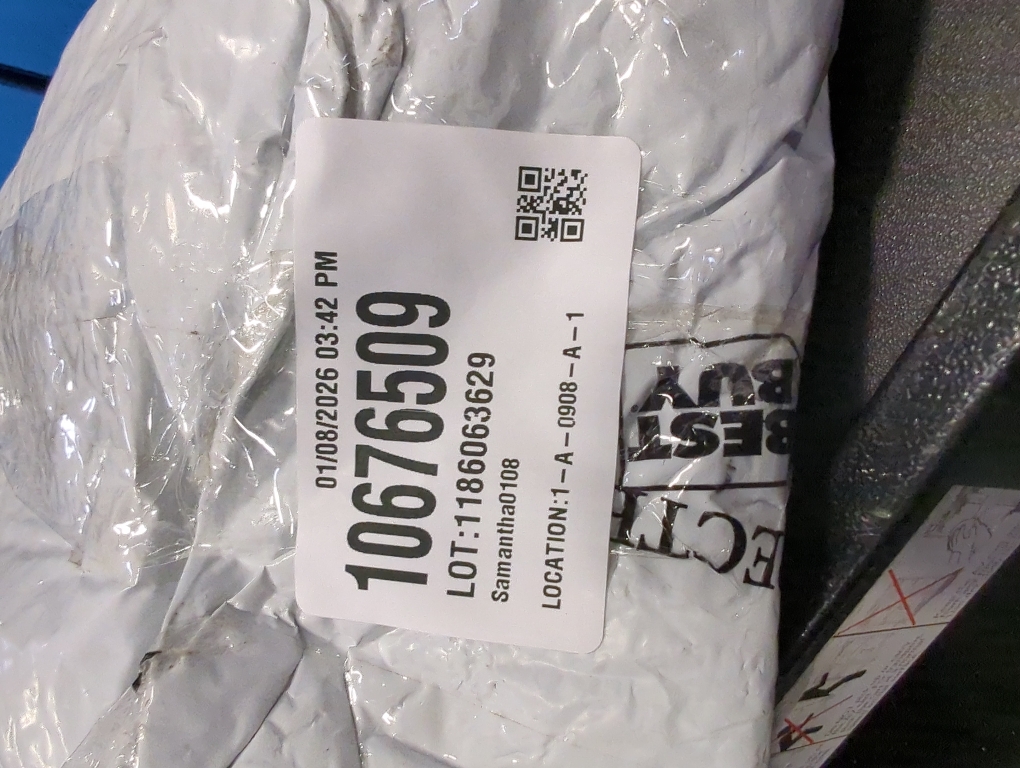 01/08/2026 03:42 PM
10676509
LOT:1186063629
Samantha0108
LOCATION:1-A-0908-A-1
BEST
BUY